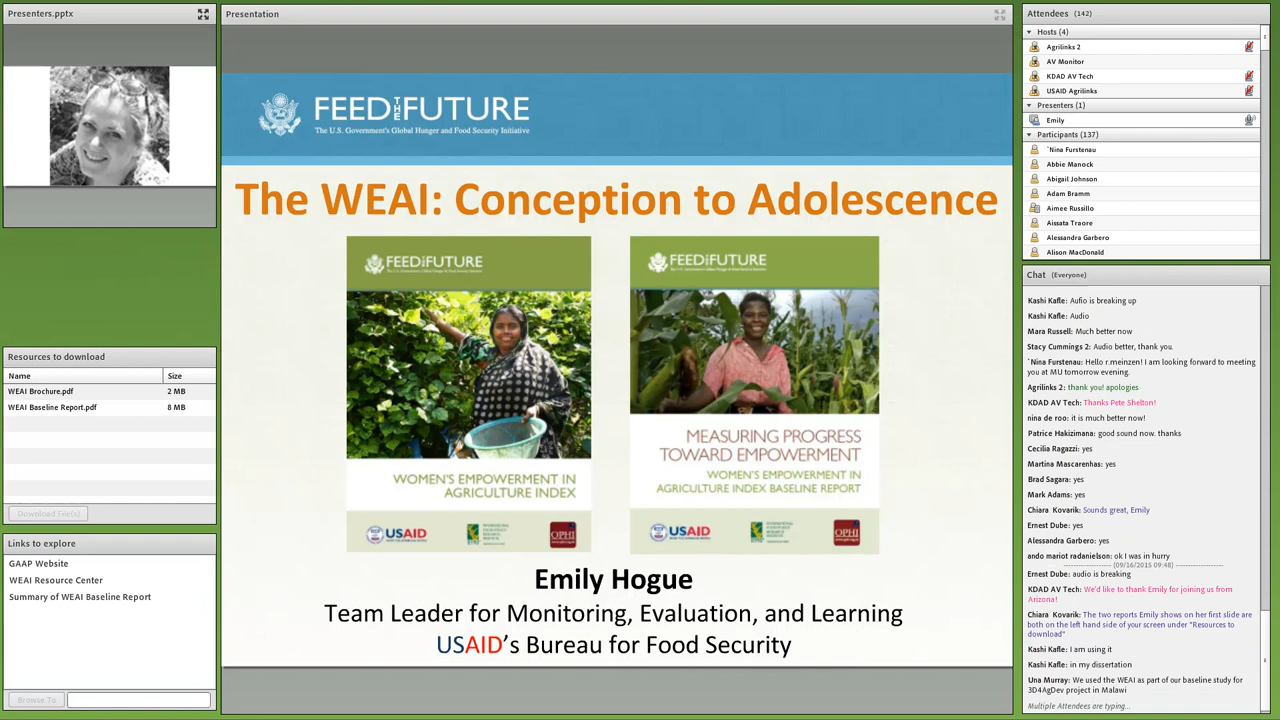 Presenters.pptx
Presentation
FEED THE FUTURE
The U.S. Government's Global Hunger and Food Security Initiative
The WEAI: Conception to Adolescence
FEED THE FUTURE
WOMEN'S EMPOWERMENT IN
AGRICULTURE INDEX
USAID
OPHI
FEED THE FUTURE
MEASURING PROGRESS
TOWARD EMPOWERMENT
WOMEN'S EMPOWERMENT IN
AGRICULTURE INDEX BASELINE REPORT
USAID
OPHI
Emily Hogue
Team Leader for Monitoring, Evaluation, and Learning
USAID's Bureau for Food Security
Resources to download
Name Size
WEAI Brochure.pdf 2 MB
WEAI Baseline Report.pdf 8 MB
Download File(s)
Links to explore
GAAP Website
WEAI Resource Center
Summary of WEAI Baseline Report
Browse To
Attendees (142)
Hosts (4)
Agrilinks 2
AV Monitor
KDAD AV Tech
USAID Agrilinks
Presenters (1)
Emily
Participants (137)
`Nina Furstenau
Abbie Manock
Abigail Johnson
Adam Bramm
Aimee Russillo
Aissata Traore
Alessandra Garbero
Alison MacDonald
Chat (Everyone)
Kashi Kafle: Aufio is breaking up
Kashi Kafle: Audio
Mara Russell: Much better now
Stacy Cummings 2: Audio better, thank you.
`Nina Furstenau: Hello r.meinzen! I am looking forward to meeting
you at MU tomorrow evening.
Agrilinks 2: thank you! apologies
KDAD AV Tech: Thanks Pete Shelton!
nina de roo: it is much better now!
Patrice Hakizimana: good sound now. thanks
Cecilia Ragazzi: yes
Martina Mascarenhas: yes
Brad Sagara: yes
Mark Adams: yes
Chiara Kovarik: Sounds great, Emily
Ernest Dube: yes
Alessandra Garbero: yes
ando mariot radanielson: ok I was in hurry
-------------------- (09/16/2015 09:48) --------------------
Ernest Dube: audio is breaking
KDAD AV Tech: We'd like to thank Emily for joining us from
Arizona!
Chiara Kovarik: The two reports Emily shows on her first slide are
both on the left hand side of your screen under "Resources to
download"
Kashi Kafle: I am using it
Kashi Kafle: in my dissertation
Una Murray: We used the WEAI as part of our baseline study for
3D4AgDev project in Malawi
Multiple Attendees are typing...